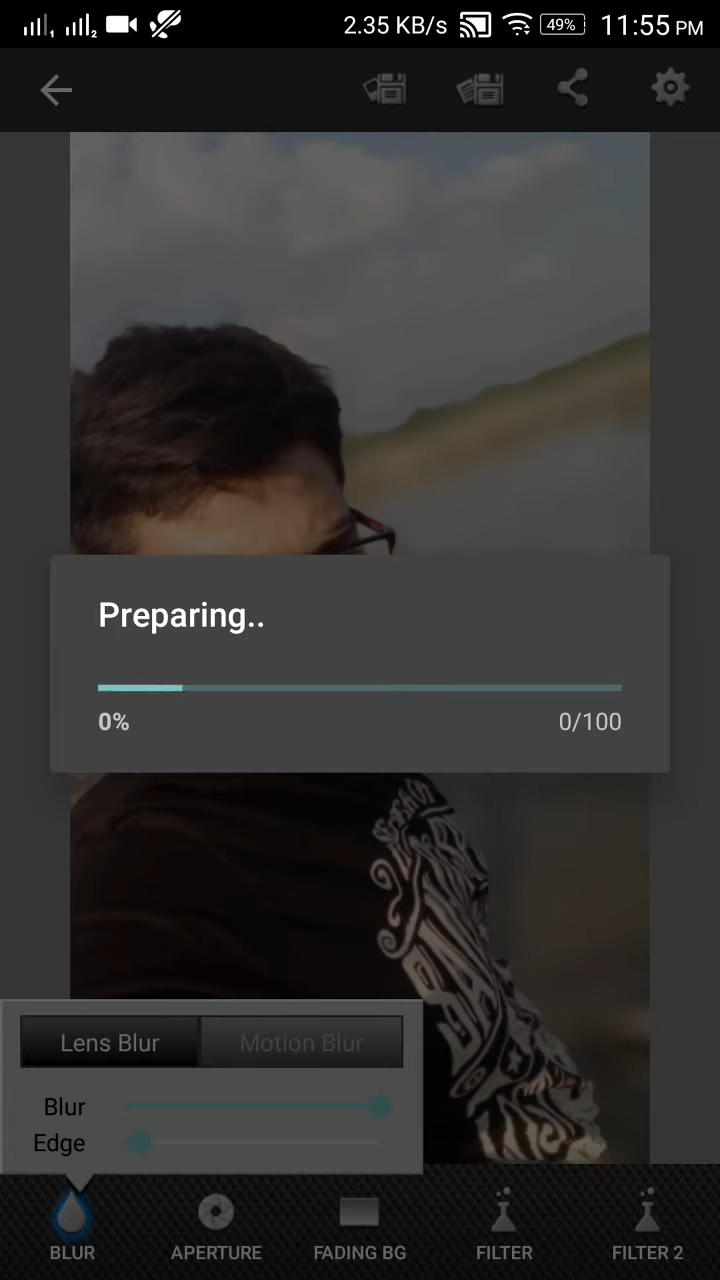 2.35 KB/s 49% 11:55 PM
Preparing..
0% 0/100
Lens Blur Motion Blur
Blur
Edge
BLUR APERTURE FADING BG FILTER FILTER 2